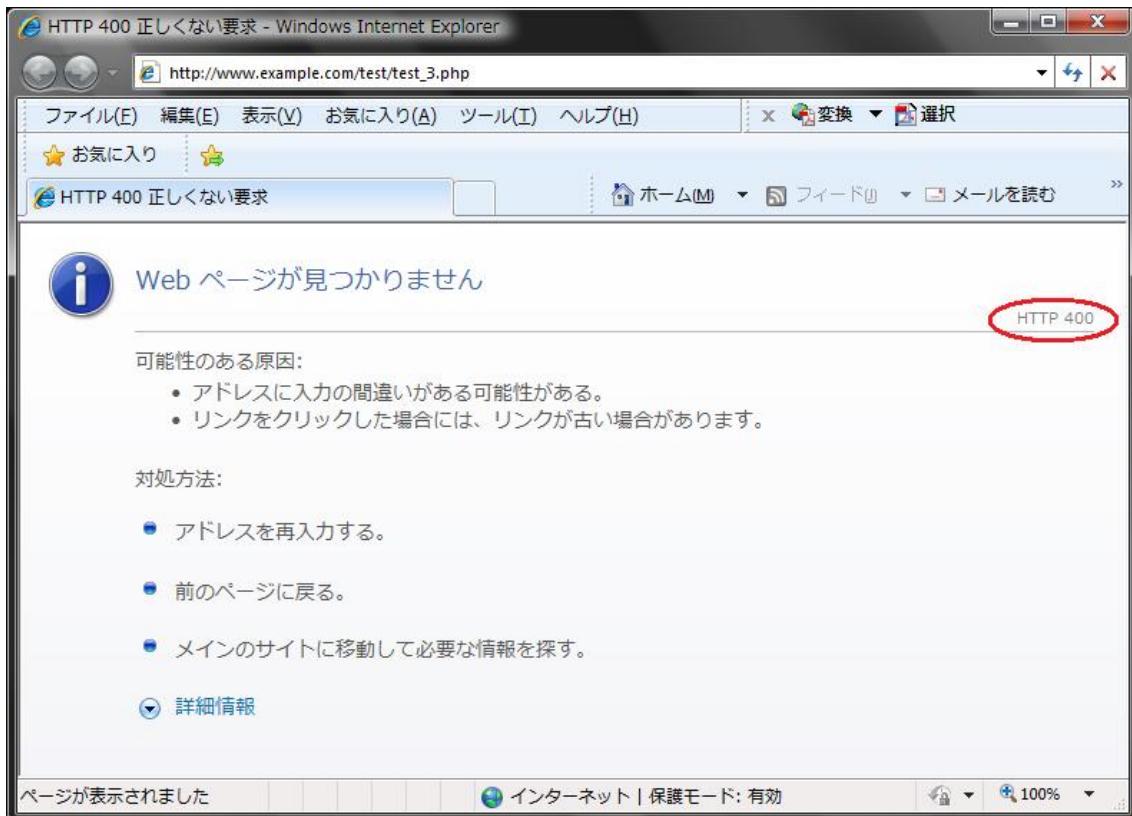 HTTP 400 正しくない要求 - Windows Internet Explorer
http://www.example.com/test/test_3.php
ファイル(F) 編集(E) 表示(V) お気に入り(A) ツール(T) ヘルプ(H) x 変換 選択
お気に入り
HTTP 400 正しくない要求 ホーム(M) フィード(J) メールを読む »
Web ページが見つかりません
HTTP 400
可能性のある原因:
• アドレスに入力の間違いがある可能性がある。
• リンクをクリックした場合には、リンクが古い場合があります。
対処方法:
アドレスを再入力する。
前のページに戻る。
メインのサイトに移動して必要な情報を探す。
詳細情報
ページが表示されました インターネット | 保護モード: 有効 100%